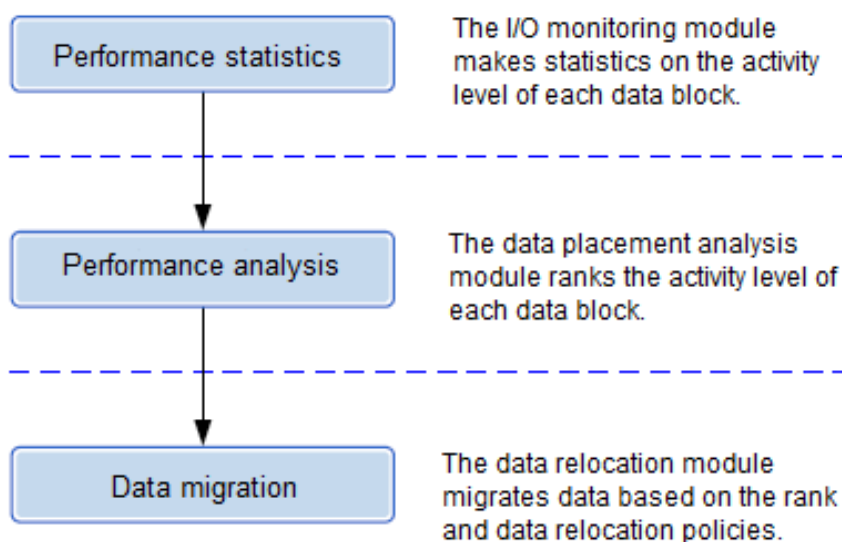 Performance statistics
The I/O monitoring module
makes statistics on the activity
level of each data block.
Performance analysis
The data placement analysis
module ranks the activity level of
each data block.
Data migration
The data relocation module
migrates data based on the rank
and data relocation policies.